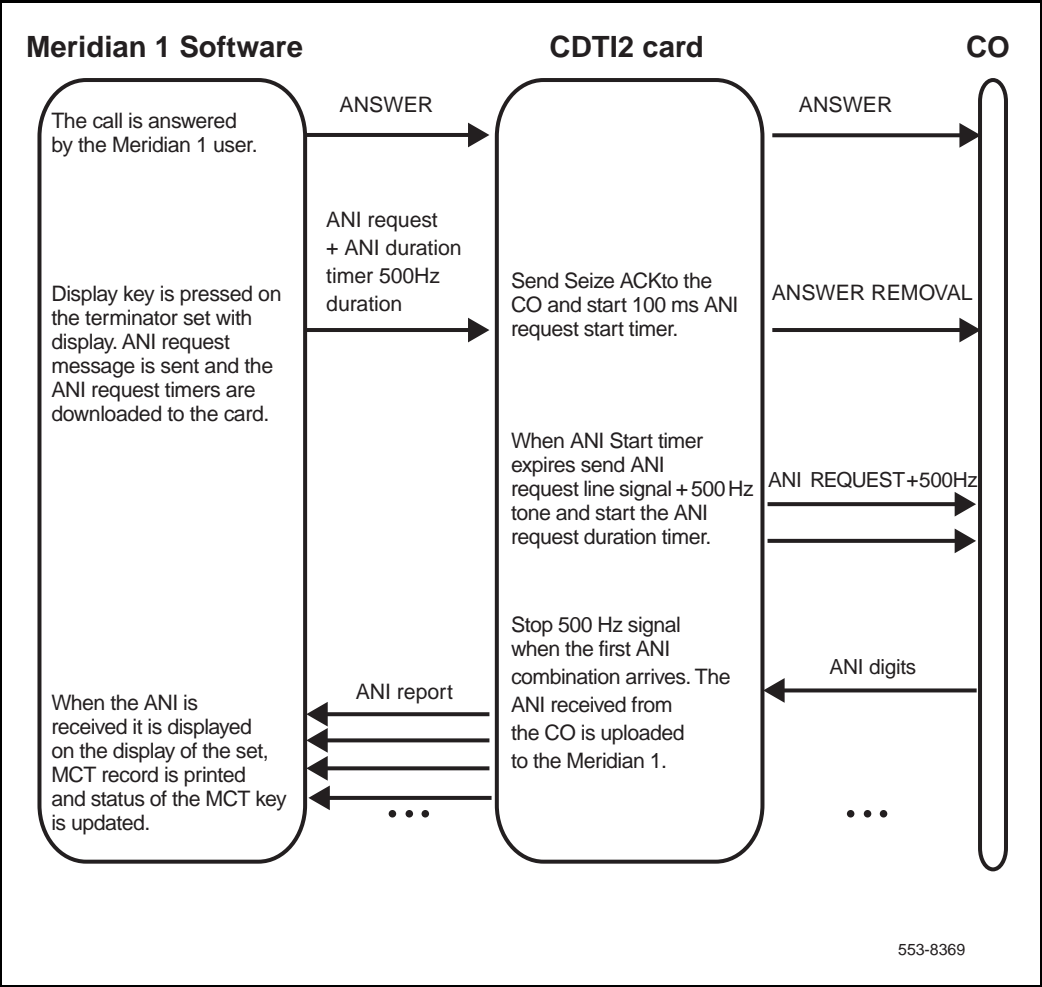 Meridian 1 Software
CDTI2 card
CO
The call is answered
by the Meridian 1 user.
ANSWER
ANSWER
ANI request
+ ANI duration
timer 500Hz
duration
Display key is pressed on
the terminator set with
display. ANI request
message is sent and the
ANI request timers are
downloaded to the card.
Send Seize ACKto the
CO and start 100 ms ANI
request start timer.
ANSWER REMOVAL
When ANI Start timer
expires send ANI
request line signal + 500 Hz
tone and start the ANI
request duration timer.
ANI REQUEST+500Hz
Stop 500 Hz signal
when the first ANI
combination arrives. The
ANI received from
the CO is uploaded
to the Meridian 1.
ANI digits
ANI report
When the ANI is
received it is displayed
on the display of the set,
MCT record is printed
and status of the MCT key
is updated.
• • •
• • •
553-8369